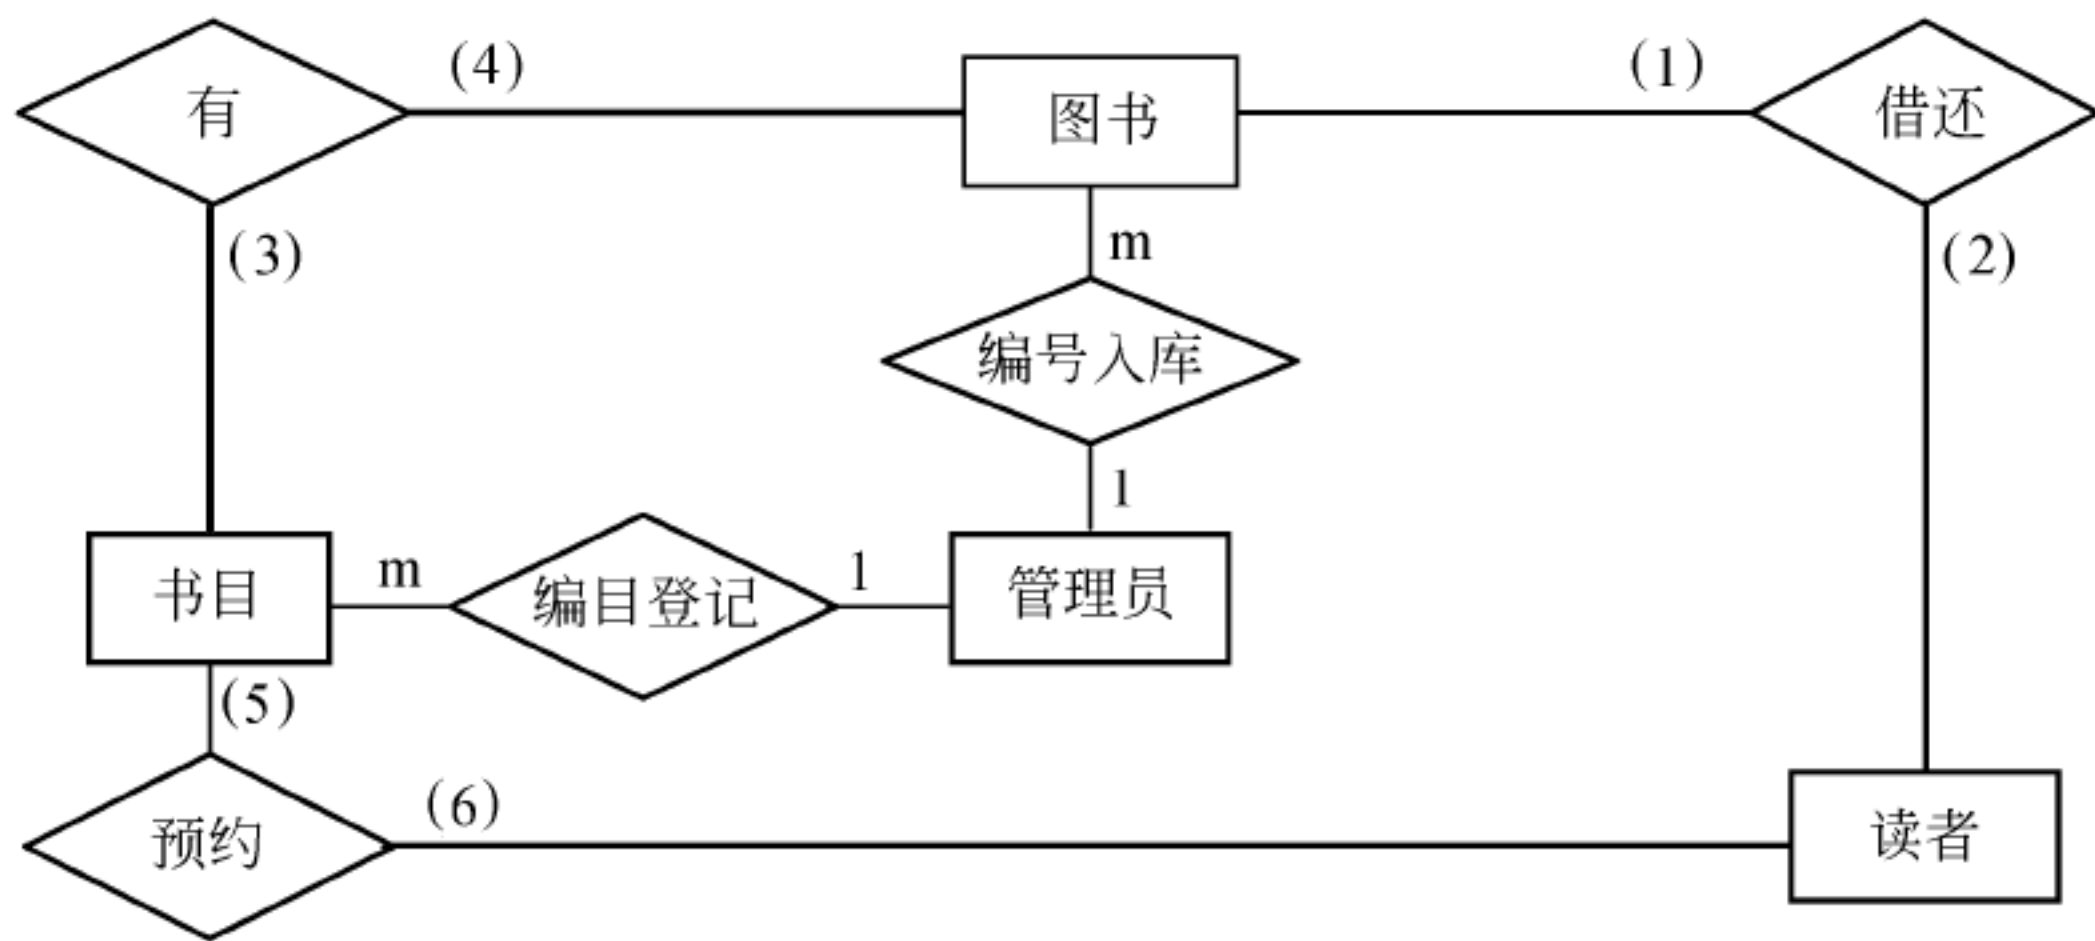 (4)
(1)
有
图书
借还
(3)
m
(2)
编号入库
1
书目
m
编目登记
1
管理员
(5)
(6)
预约
读者